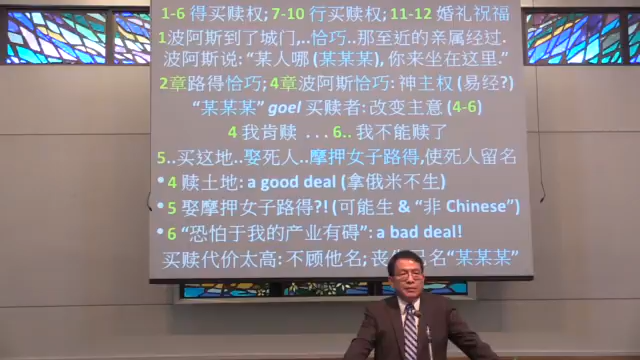 1-6 得买赎权; 7-10 行买赎权; 11-12 婚礼祝福
1波阿斯到了城门,..恰巧..那至近的亲属经过.
波阿斯说: “某人哪 (某某某), 你来坐在这里.”
2章路得恰巧; 4章波阿斯恰巧: 神主权 (易经?)
“某某某” goel 买赎者: 改变主意 (4-6)
4 我肯赎 . . . 6.. 我不能赎了
5..买这地..娶死人..摩押女子路得,使死人留名
• 4 赎土地: a good deal (拿俄米不生)
• 5 娶摩押女子路得?! (可能生 & “非 Chinese”)
• 6 “恐怕于我的产业有碍”: a bad deal!
买赎代价太高: 不顾他名; 丧 己名“某某某”